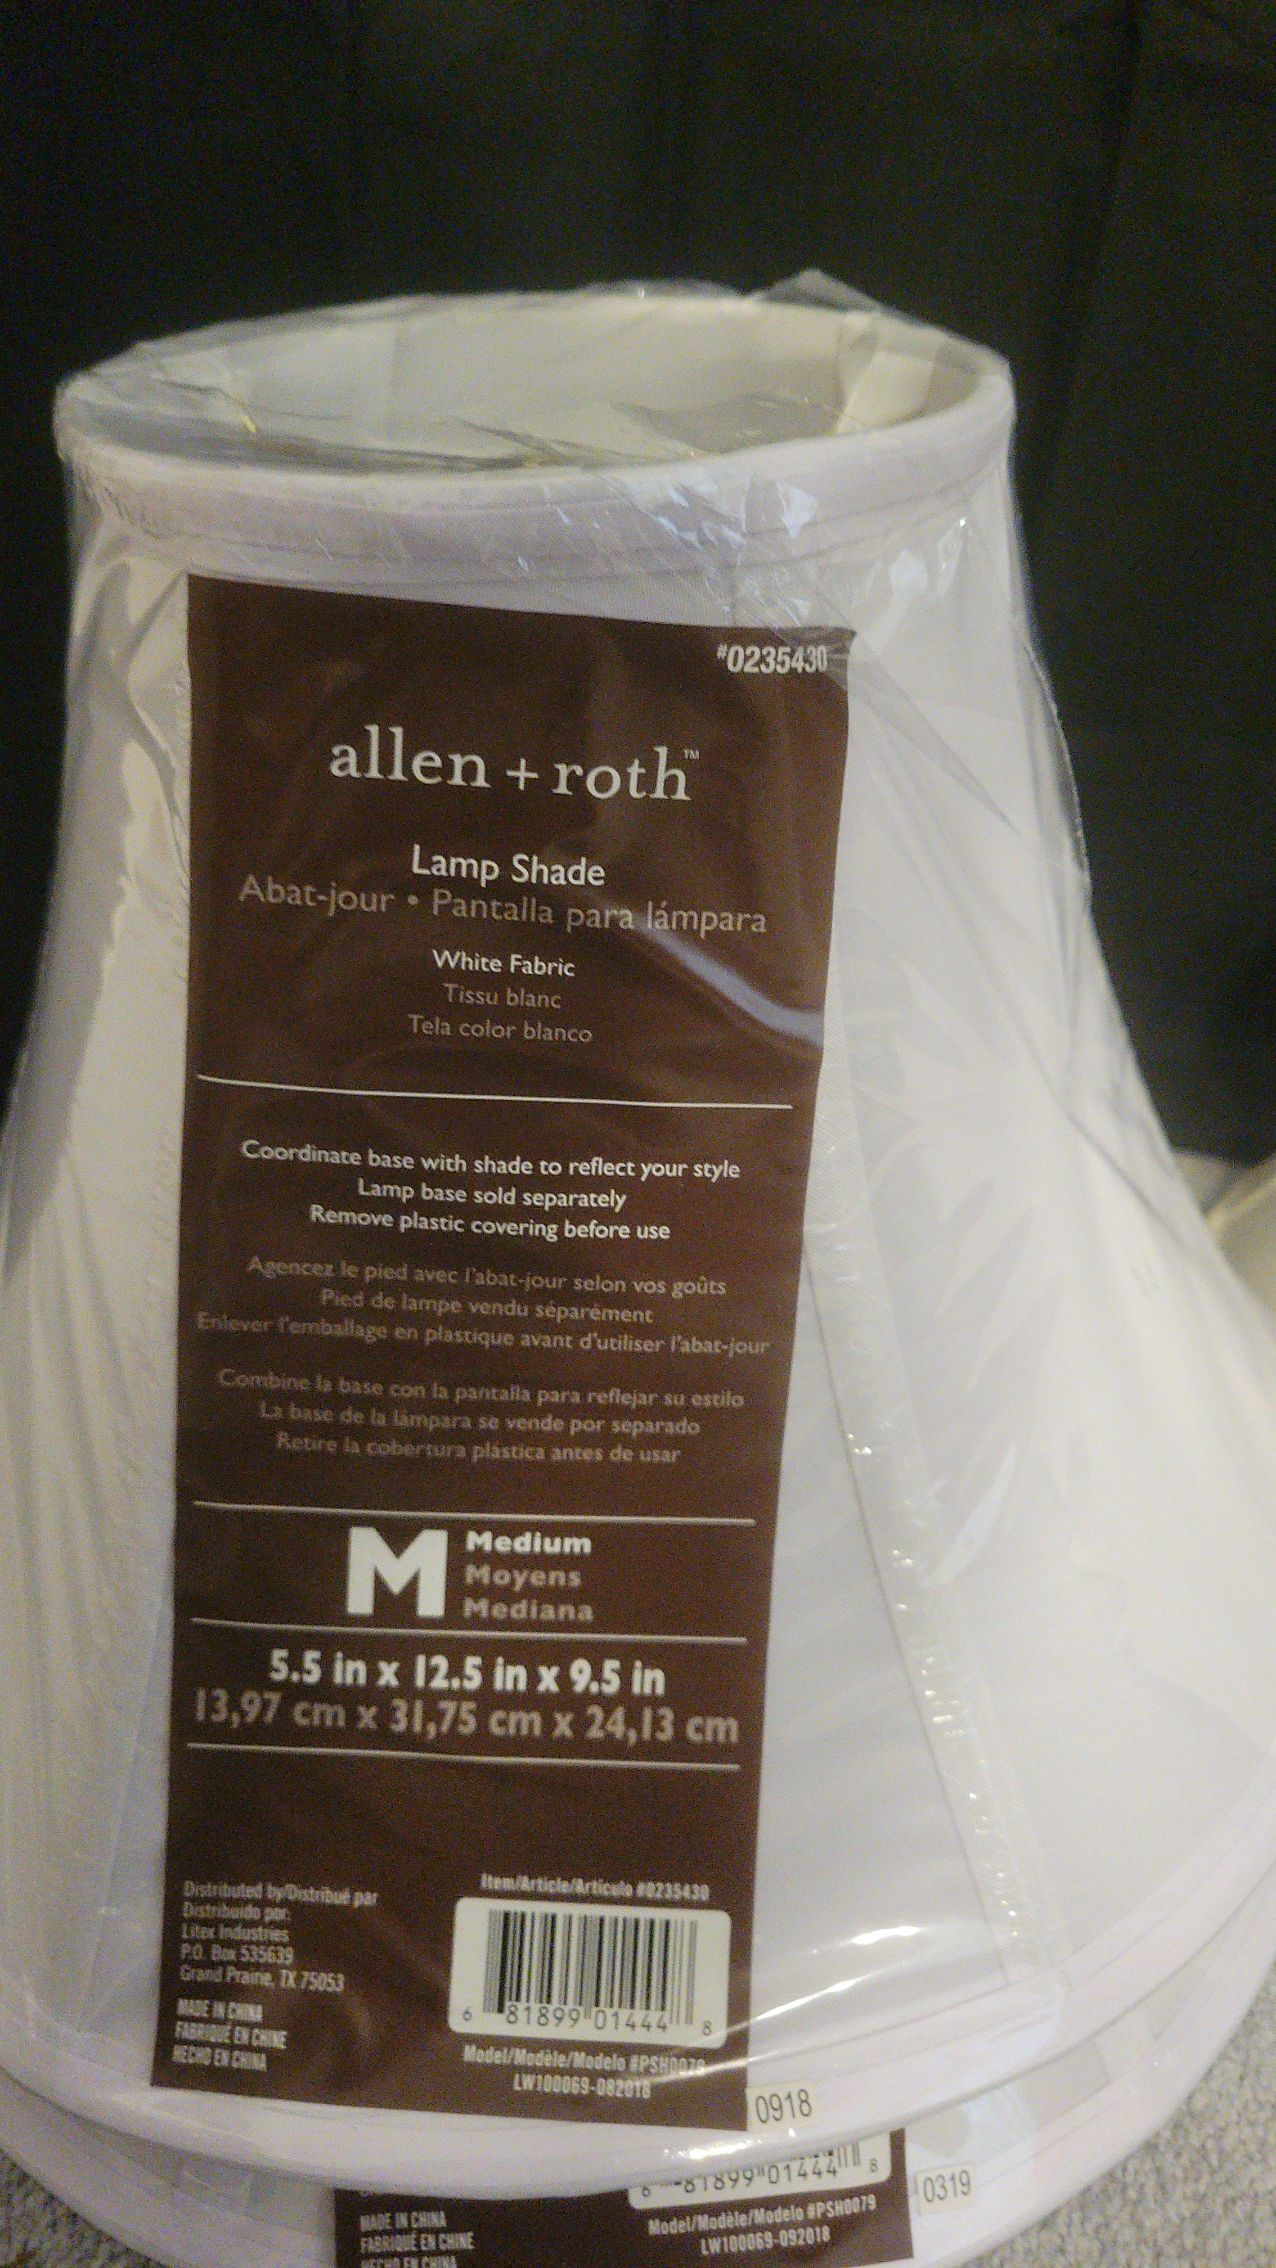 #0235430
allen + roth™
Lamp Shade
Abat-jour • Pantalla para lámpara
White Fabric
Tissu blanc
Tela color blanco
Coordinate base with shade to reflect your style
Lamp base sold separately
Remove plastic covering before use
Agencez le pied avec l'abat-jour selon vos goûts
Pied de lampe vendu séparément
Enlever l'emballage en plastique avant d'utiliser l'abat-jour
Combine la base con la pantalla para reflejar su estilo
La base de la lámpara se vende por separado
Retire la cobertura plástica antes de usar
M Medium
Moyens
Mediana
5.5 in x 12.5 in x 9.5 in
13,97 cm x 31,75 cm x 24,13 cm
Item/Article/Artículo #0235430
Distributed by/Distribué par
Distribuido por:
Litex Industries
P.O. Box 535639
Grand Prairie, TX 75053
MADE IN CHINA
FABRIQUÉ EN CHINE
HECHO EN CHINA
6 81899 01444 8
Model/Modèle/Modelo #PSH0079
LW100069-082018
0918
6 81899 01444 8
0319
MADE IN CHINA
FABRIQUÉ EN CHINE
HECHO EN CHINA
Model/Modèle/Modelo #PSH0079
LW100069-092018